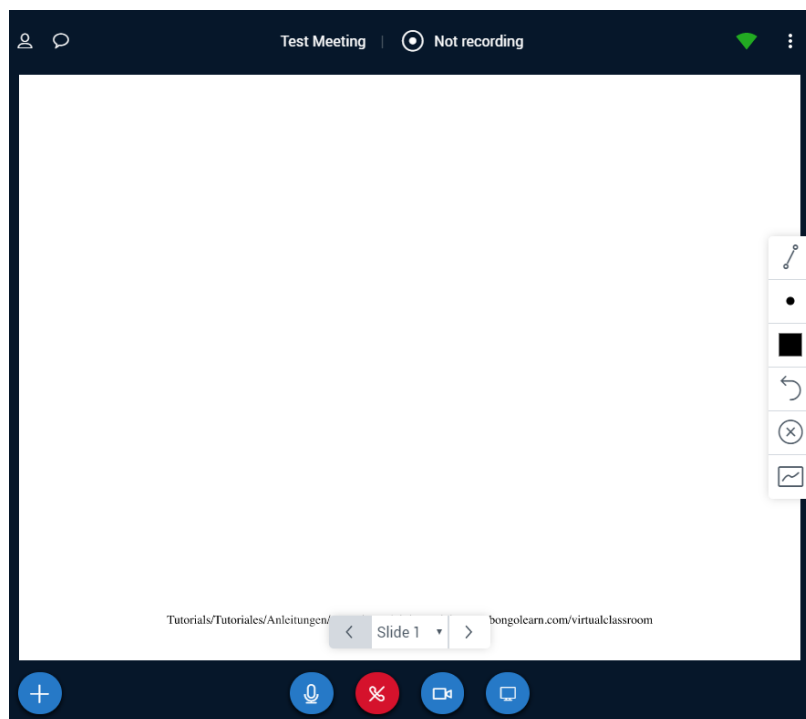 Test Meeting
Not recording
Tutorials/Tutoriales/Anleitungen/ bongolearn.com/virtualclassroom
Slide 1